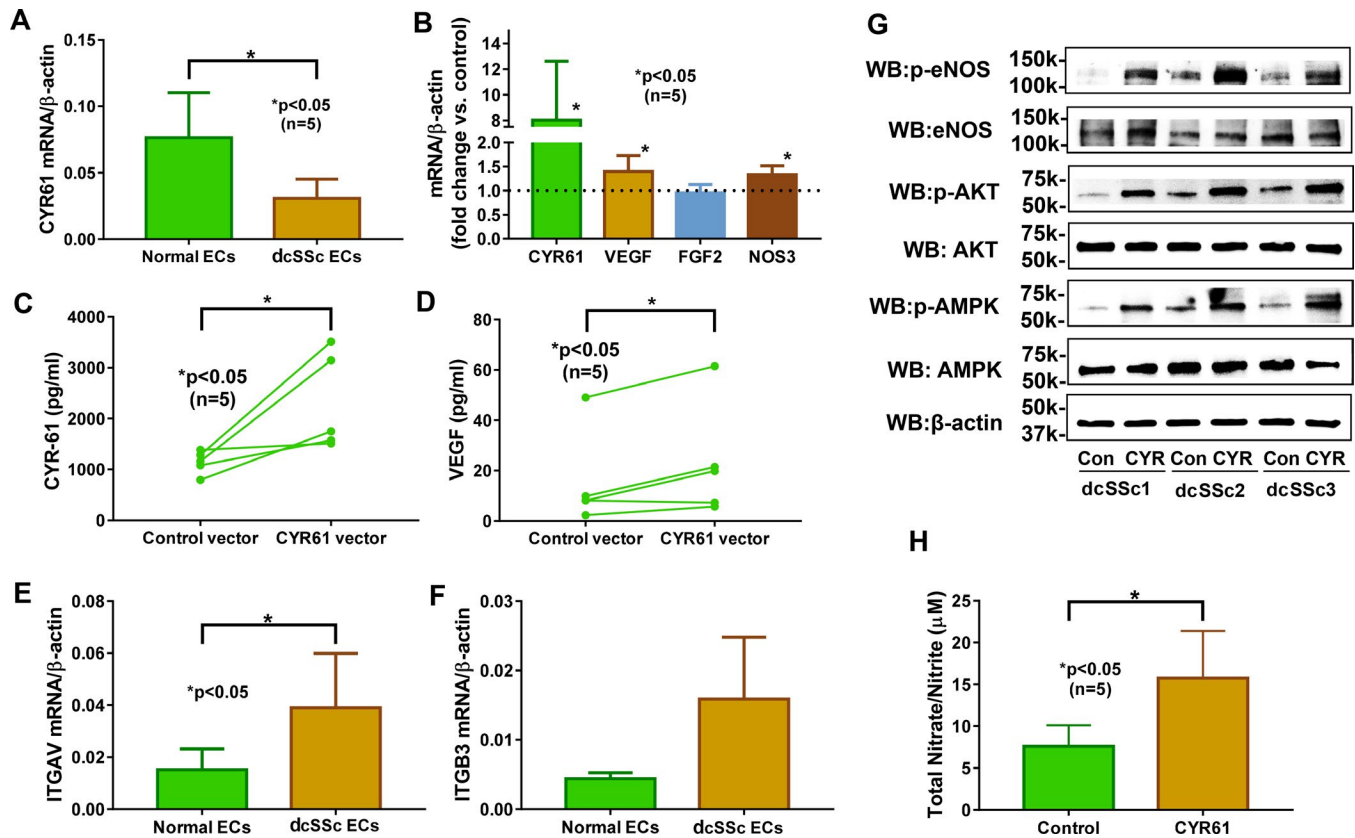 A
CYR61 mRNA/β-actin
0.15
0.10
0.05
0.00
*
*p<0.05
(n=5)
Normal ECs
dcSSc ECs
B
mRNA/β-actin
(fold change vs. control)
14
12
10
8
6
4
2.0
1.5
1.0
0.5
0.0
*p<0.05
(n=5)
*
*
*
CYR61
VEGF
FGF2
NOS3
C
CYR-61 (pg/ml)
4000
3000
2000
1000
0
*
*p<0.05
(n=5)
Control vector
CYR61 vector
D
VEGF (pg/ml)
80
60
40
20
0
*
*p<0.05
(n=5)
Control vector
CYR61 vector
E
ITGAV mRNA/β-actin
0.08
0.06
0.04
0.02
0.00
*
*p<0.05
Normal ECs
dcSSc ECs
F
ITGB3 mRNA/β-actin
0.03
0.02
0.01
0.00
Normal ECs
dcSSc ECs
G
WB:p-eNOS
150k-
100k-
WB:eNOS
150k-
100k-
WB:p-AKT
75k-
50k-
WB: AKT
WB:p-AMPK
75k-
50k-
WB: AMPK
75k-
50k-
WB:β-actin
50k-
37k-
Con CYR Con CYR Con CYR
dcSSc1 dcSSc2 dcSSc3
H
Total Nitrate/Nitrite (μM)
25
20
15
10
5
0
*
*p<0.05
(n=5)
Control
CYR61